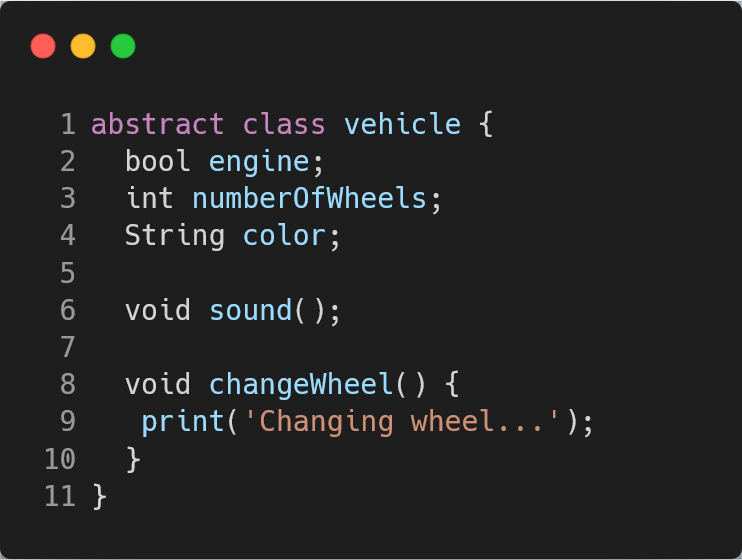 1 abstract class vehicle {
2   bool engine;
3   int numberOfWheels;
4   String color;
5
6   void sound();
7
8   void changeWheel() {
9    print('Changing wheel...');
10   }
11 }